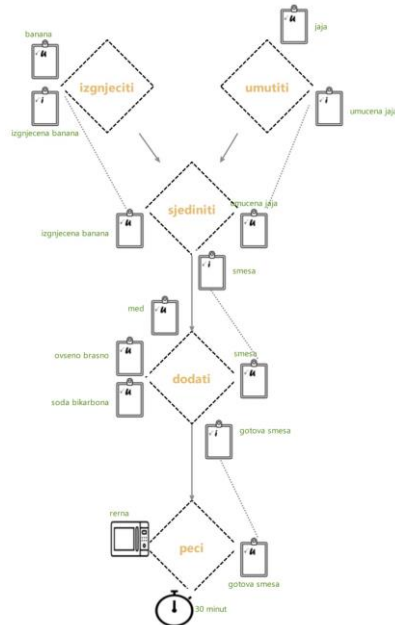 banana
u
izgnjeciti
i
izgnjecena banana
jaja
u
umutiti
i
umucena jaja
sjediniti
izgnjecena banana
u
umucena jaja
u
i
smesa
med
u
ovseno brasno
u
dodati
smesa
u
soda bikarbona
u
i
gotova smesa
rerna
peci
u
gotova smesa
30 minut